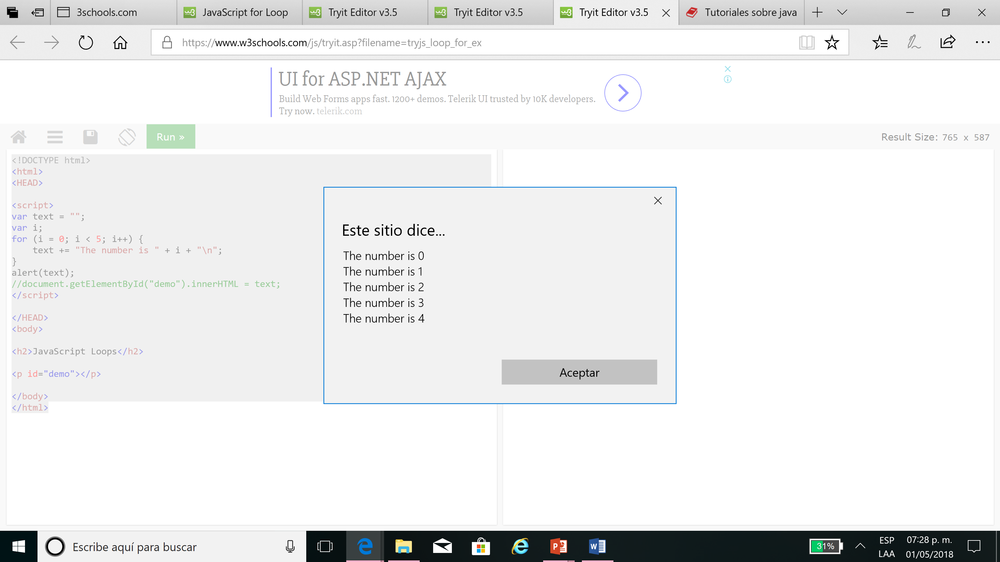 3schools.com
JavaScript for Loop
Tryit Editor v3.5
Tryit Editor v3.5
Tryit Editor v3.5
Tutoriales sobre java
https://www.w3schools.com/js/tryit.asp?filename=tryjs_loop_for_ex
UI for ASP.NET AJAX
Build Web Forms apps fast. 1200+ demos. Telerik UI trusted by 10K developers.
Try now. telerik.com
Run »
Result Size: 765 x 587
<!DOCTYPE html>
<html>
<HEAD>
<script>
var text = "";
var i;
for (i = 0; i < 5; i++) {
    text += "The number is " + i + "\n";
}
alert(text);
//document.getElementById("demo").innerHTML = text;
</script>
</HEAD>
<body>
<h2>JavaScript Loops</h2>
<p id="demo"></p>
</body>
</html>
Este sitio dice...
The number is 0
The number is 1
The number is 2
The number is 3
The number is 4
Aceptar
Escribe aquí para buscar
31%
ESP
LAA
07:28 p. m.
01/05/2018